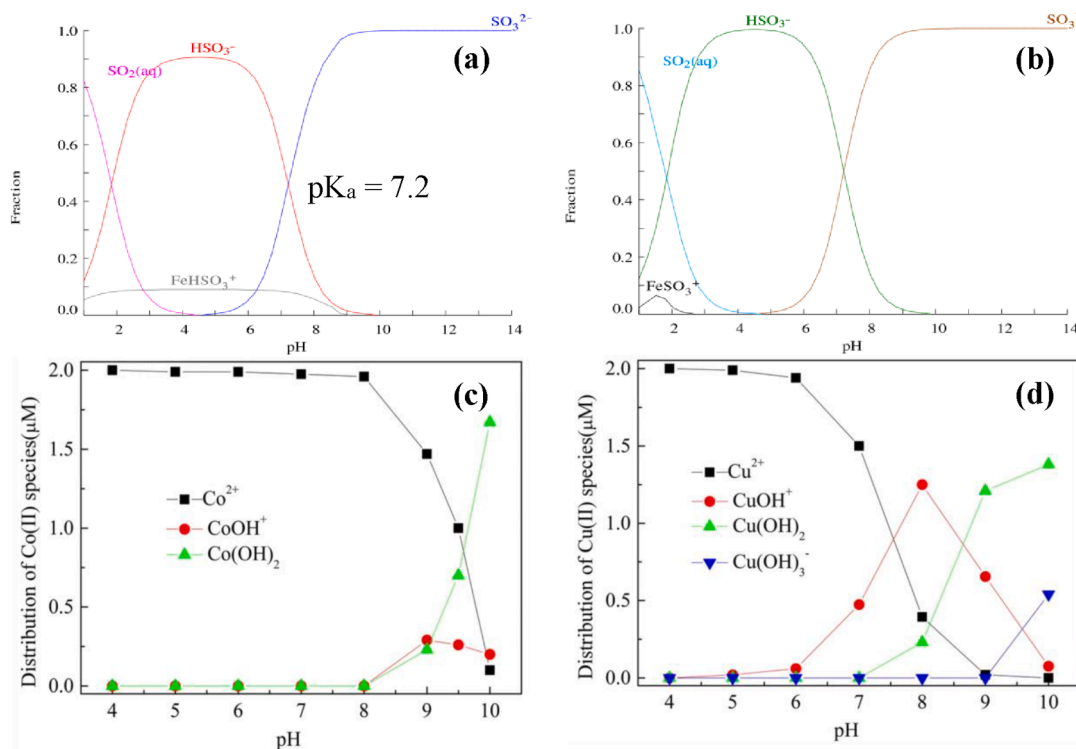 SO₃²⁻
1.0
HSO₃⁻
(a)
SO₂(aq)
0.8
0.6
Fraction
pKₐ = 7.2
0.4
0.2
FeHSO₃⁺
0.0
2 4 6 8 10 12 14
pH
SO₃
1.0
HSO₃⁻
(b)
SO₂(aq)
0.8
0.6
Fraction
0.4
0.2
FeSO₃⁺
0.0
2 4 6 8 10 12 14
pH
2.0
(c)
1.5
Distribution of Co(II) species(μM)
Co²⁺
CoOH⁺
Co(OH)₂
1.0
0.5
0.0
4 5 6 7 8 9 10
pH
2.0
(d)
1.5
Distribution of Cu(II) species(μM)
Cu²⁺
CuOH⁺
Cu(OH)₂
Cu(OH)₃⁻
1.0
0.5
0.0
4 5 6 7 8 9 10
pH